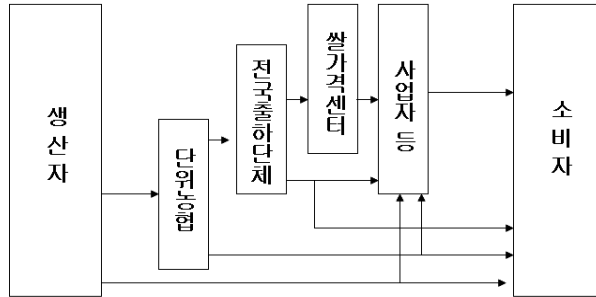 생산자
단위농협
전국출하단체
쌀가격센터
사업자 등
소비자